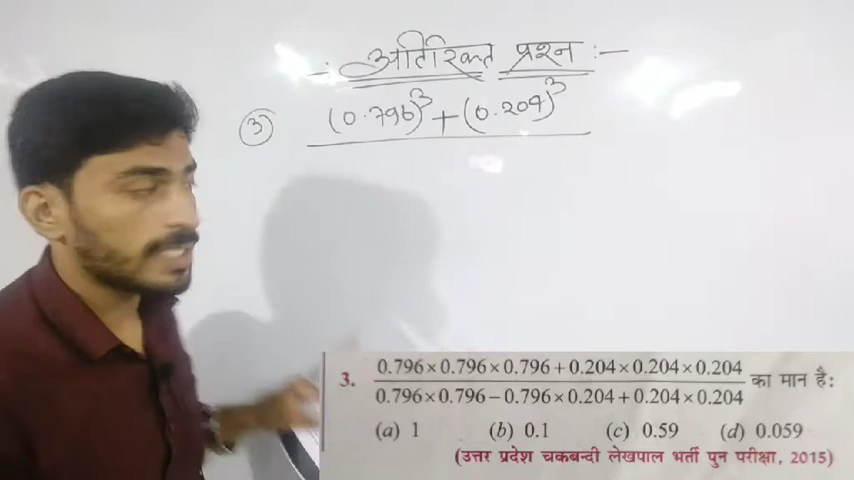 -: अतिरिक्त प्रश्न :-
③ (0.796)³ + (0.204)³
3. 0.796×0.796×0.796+0.204×0.204×0.204
0.796×0.796−0.796×0.204+0.204×0.204 का मान है:
(a) 1 (b) 0.1 (c) 0.59 (d) 0.059
(उत्तर प्रदेश चकबन्दी लेखपाल भर्ती पुन परीक्षा, 2015)